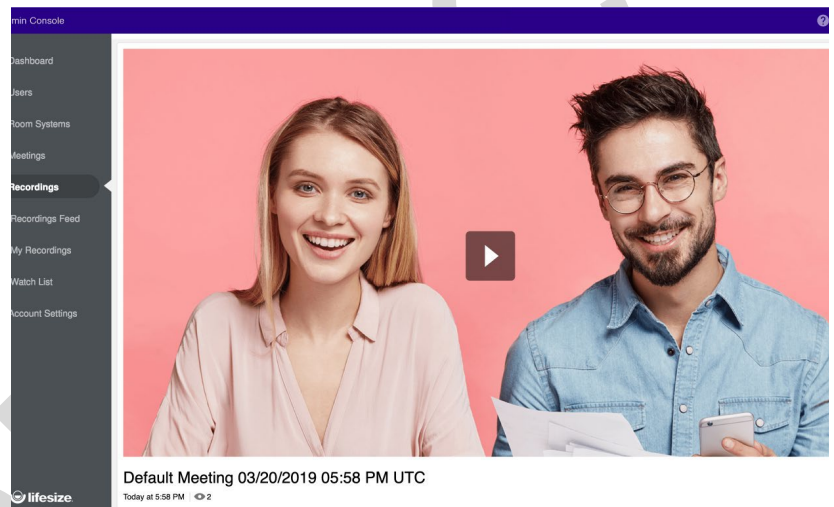 min Console
Dashboard
Users
Room Systems
Meetings
Recordings
Recordings Feed
My Recordings
Watch List
Account Settings
Default Meeting 03/20/2019 05:58 PM UTC
Today at 5:58 PM 2
lifesize